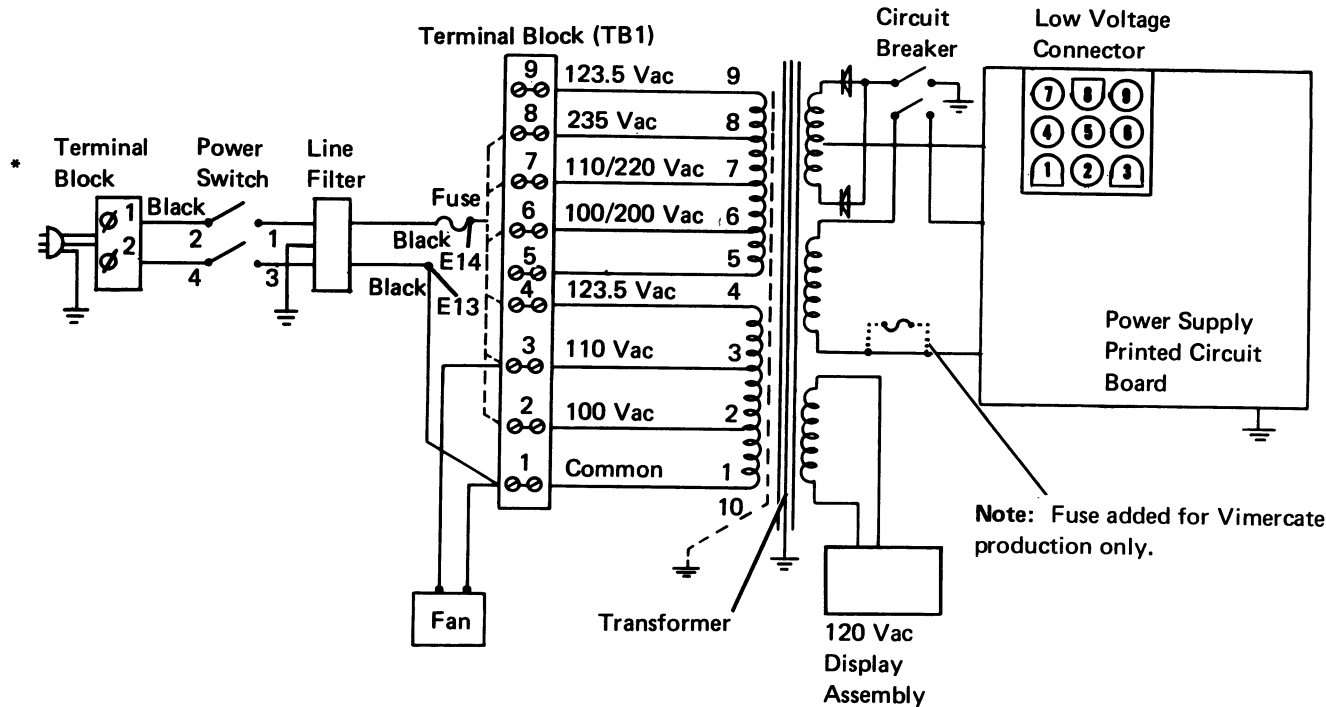 Terminal Block (TB1)
Circuit
Breaker
Low Voltage
Connector
*
Terminal
Block
Power
Switch
Line
Filter
Fuse
1
2
Black
2
4
1
3
Black
E14
Black
E13
9
8
7
6
5
4
3
2
1
123.5 Vac
235 Vac
110/220 Vac
100/200 Vac
123.5 Vac
110 Vac
100 Vac
Common
9
8
7
6
5
4
3
2
1
10
7 8 9
4 5 6
1 2 3
Power Supply
Printed Circuit
Board
Note: Fuse added for Vimercate
production only.
Fan
Transformer
120 Vac
Display
Assembly